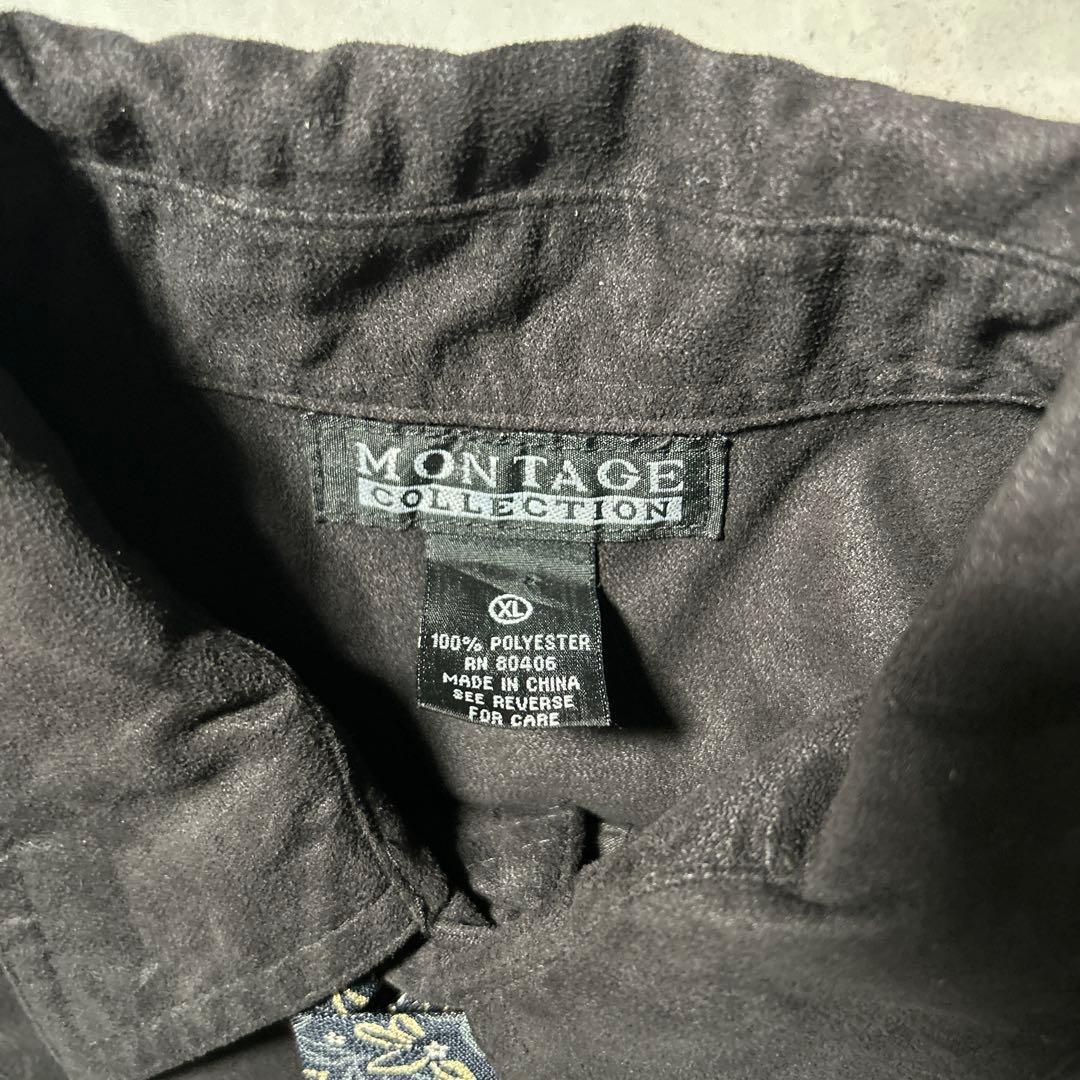 MONTAGE
COLLECTION
XL
100% POLYESTER
RN 80406
MADE IN CHINA
SEE REVERSE
FOR CARE